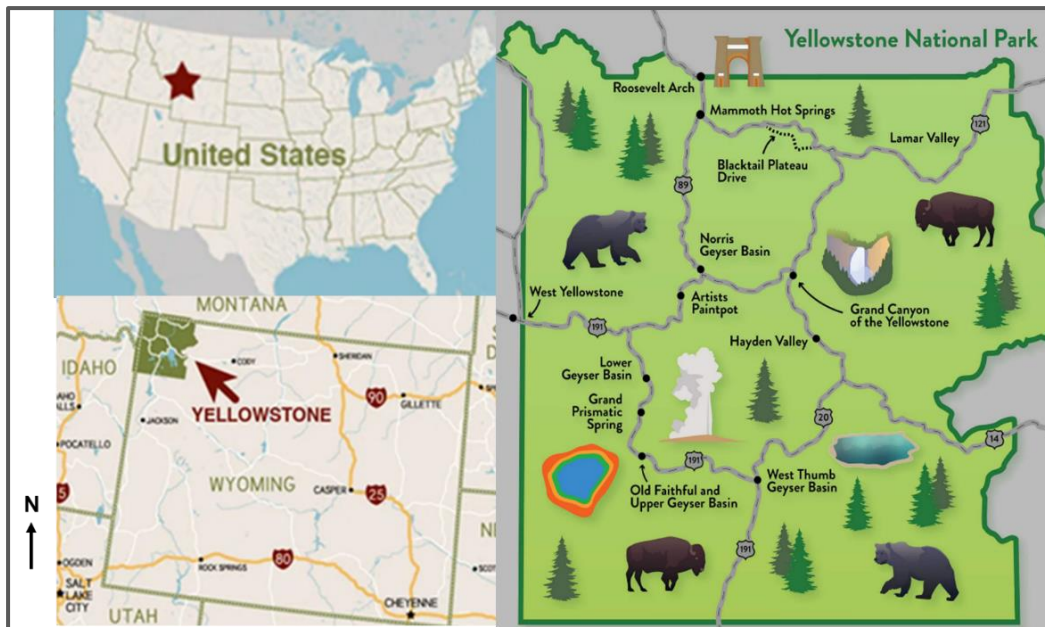 United States
MONTANA
IDAHO
CODY
SHERIDAN
90
GILLETTE
YELLOWSTONE
JACKSON
POCATELLO
WYOMING
CASPER
25
N
OGDEN
SALT
LAKE
CITY
ROCK SPRINGS
80
CHEYENNE
UTAH
Yellowstone National Park
Roosevelt Arch
Mammoth Hot Springs
121
Lamar Valley
Blacktail Plateau
Drive
89
Norris
Geyser Basin
West Yellowstone
Artists
Paintpot
Grand Canyon
of the Yellowstone
191
Hayden Valley
Lower
Geyser Basin
Grand
Prismatic
Spring
20
14
191
West Thumb
Geyser Basin
Old Faithful and
Upper Geyser Basin
191